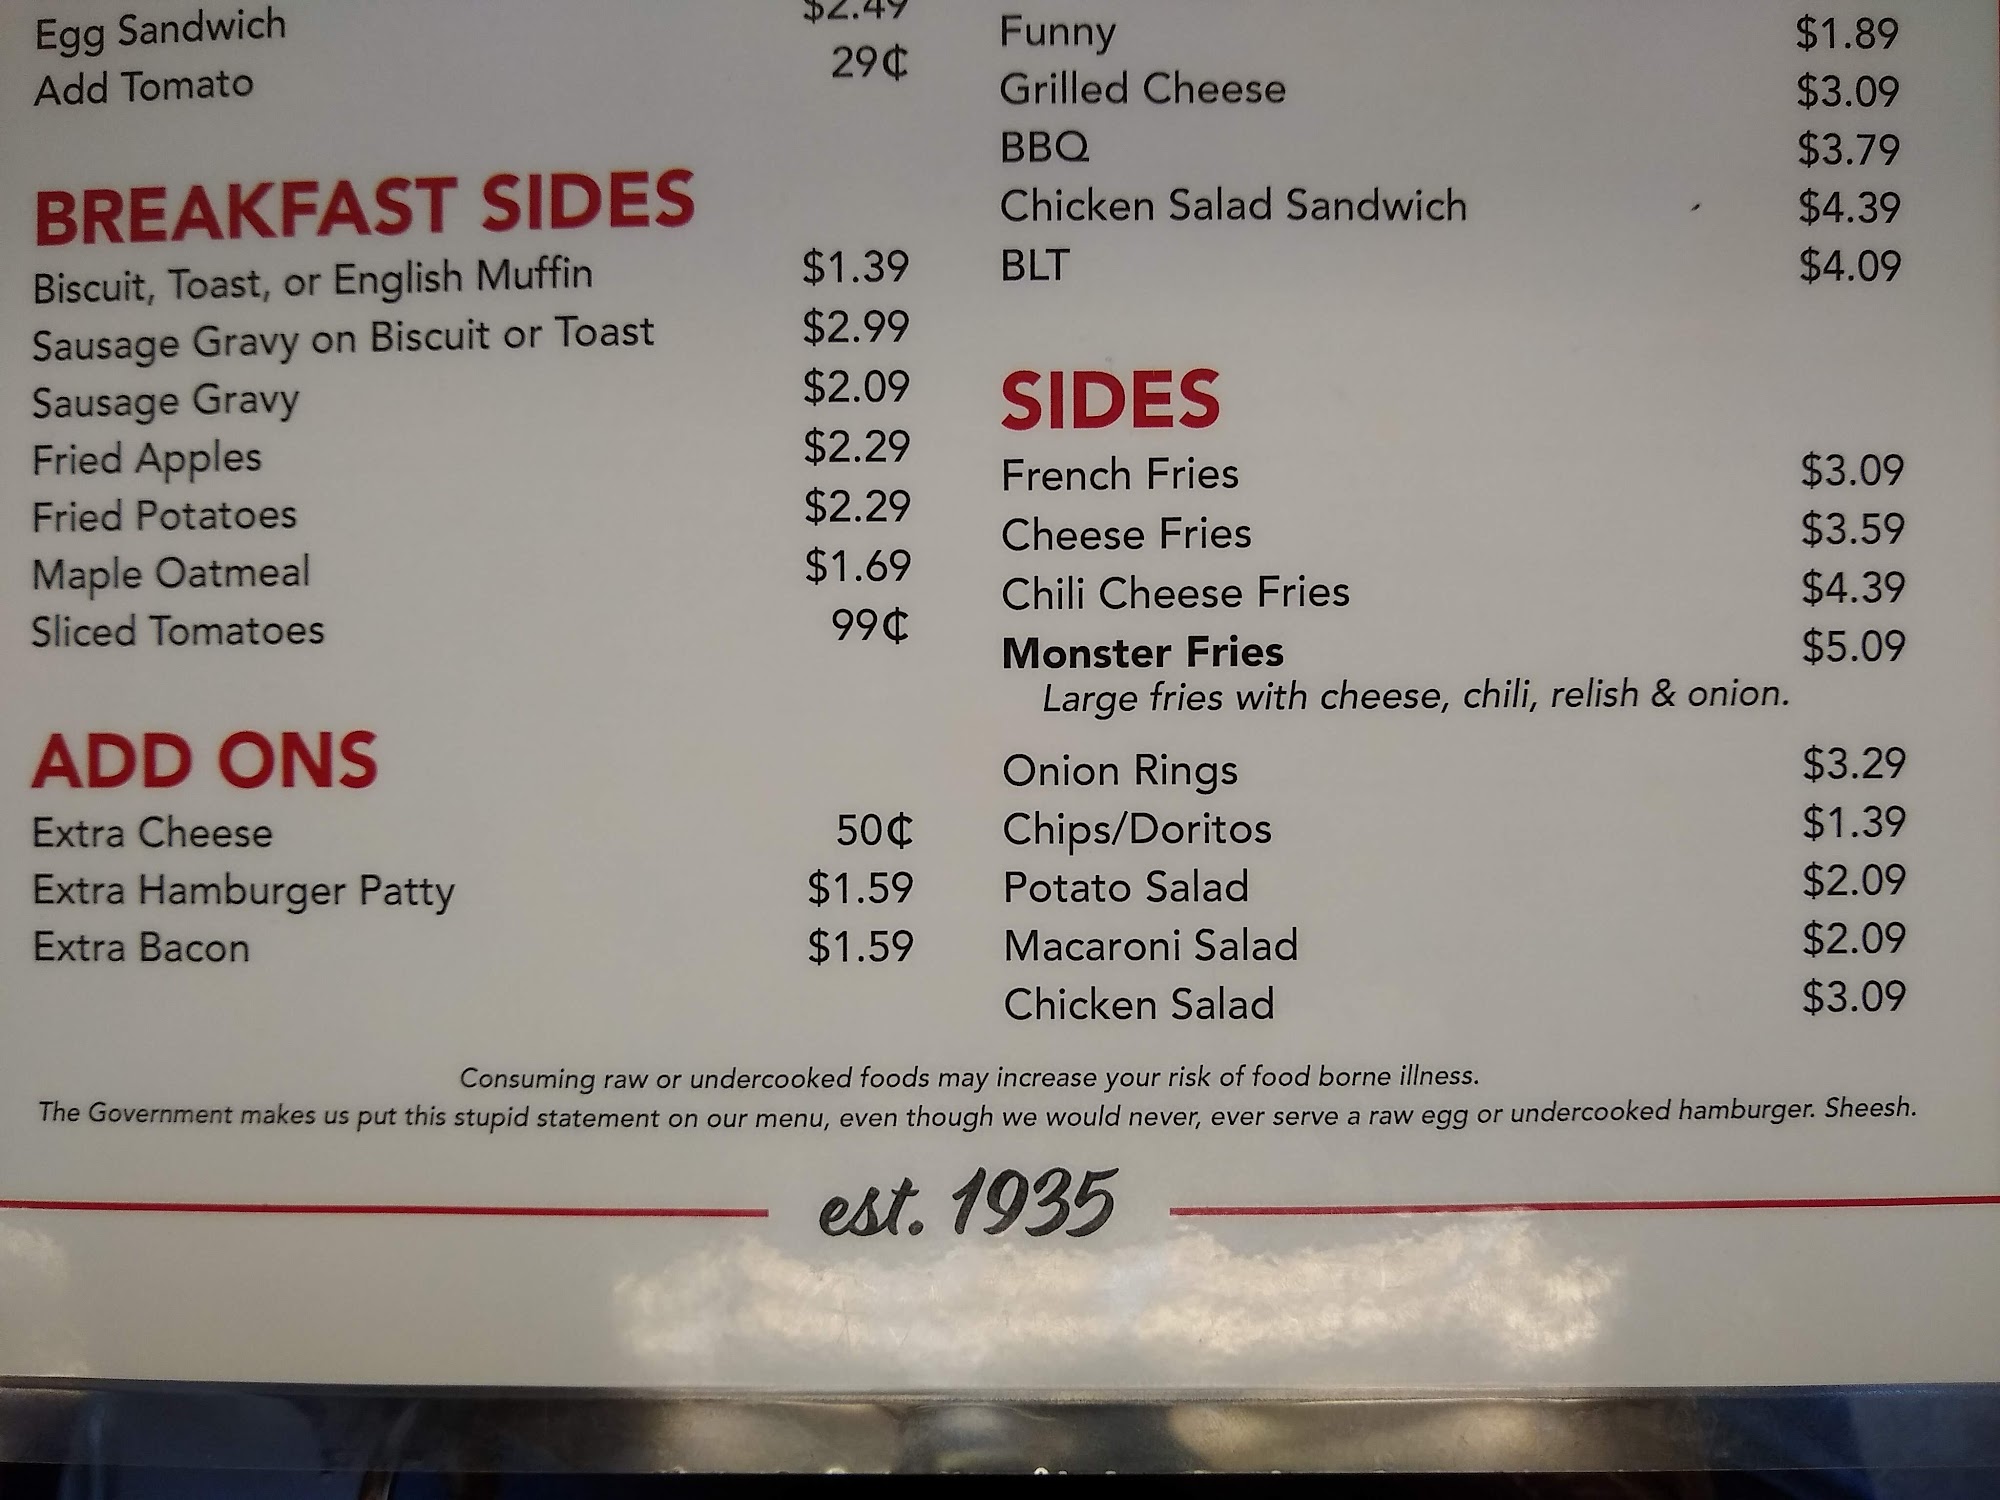 Egg Sandwich $2.49
Add Tomato 29¢
BREAKFAST SIDES
Biscuit, Toast, or English Muffin $1.39
Sausage Gravy on Biscuit or Toast $2.99
Sausage Gravy $2.09
Fried Apples $2.29
Fried Potatoes $2.29
Maple Oatmeal $1.69
Sliced Tomatoes 99¢
ADD ONS
Extra Cheese 50¢
Extra Hamburger Patty $1.59
Extra Bacon $1.59
Funny $1.89
Grilled Cheese $3.09
BBQ $3.79
Chicken Salad Sandwich $4.39
BLT $4.09
SIDES
French Fries $3.09
Cheese Fries $3.59
Chili Cheese Fries $4.39
Monster Fries $5.09
Large fries with cheese, chili, relish & onion.
Onion Rings $3.29
Chips/Doritos $1.39
Potato Salad $2.09
Macaroni Salad $2.09
Chicken Salad $3.09
Consuming raw or undercooked foods may increase your risk of food borne illness.
The Government makes us put this stupid statement on our menu, even though we would never, ever serve a raw egg or undercooked hamburger. Sheesh.
est. 1935